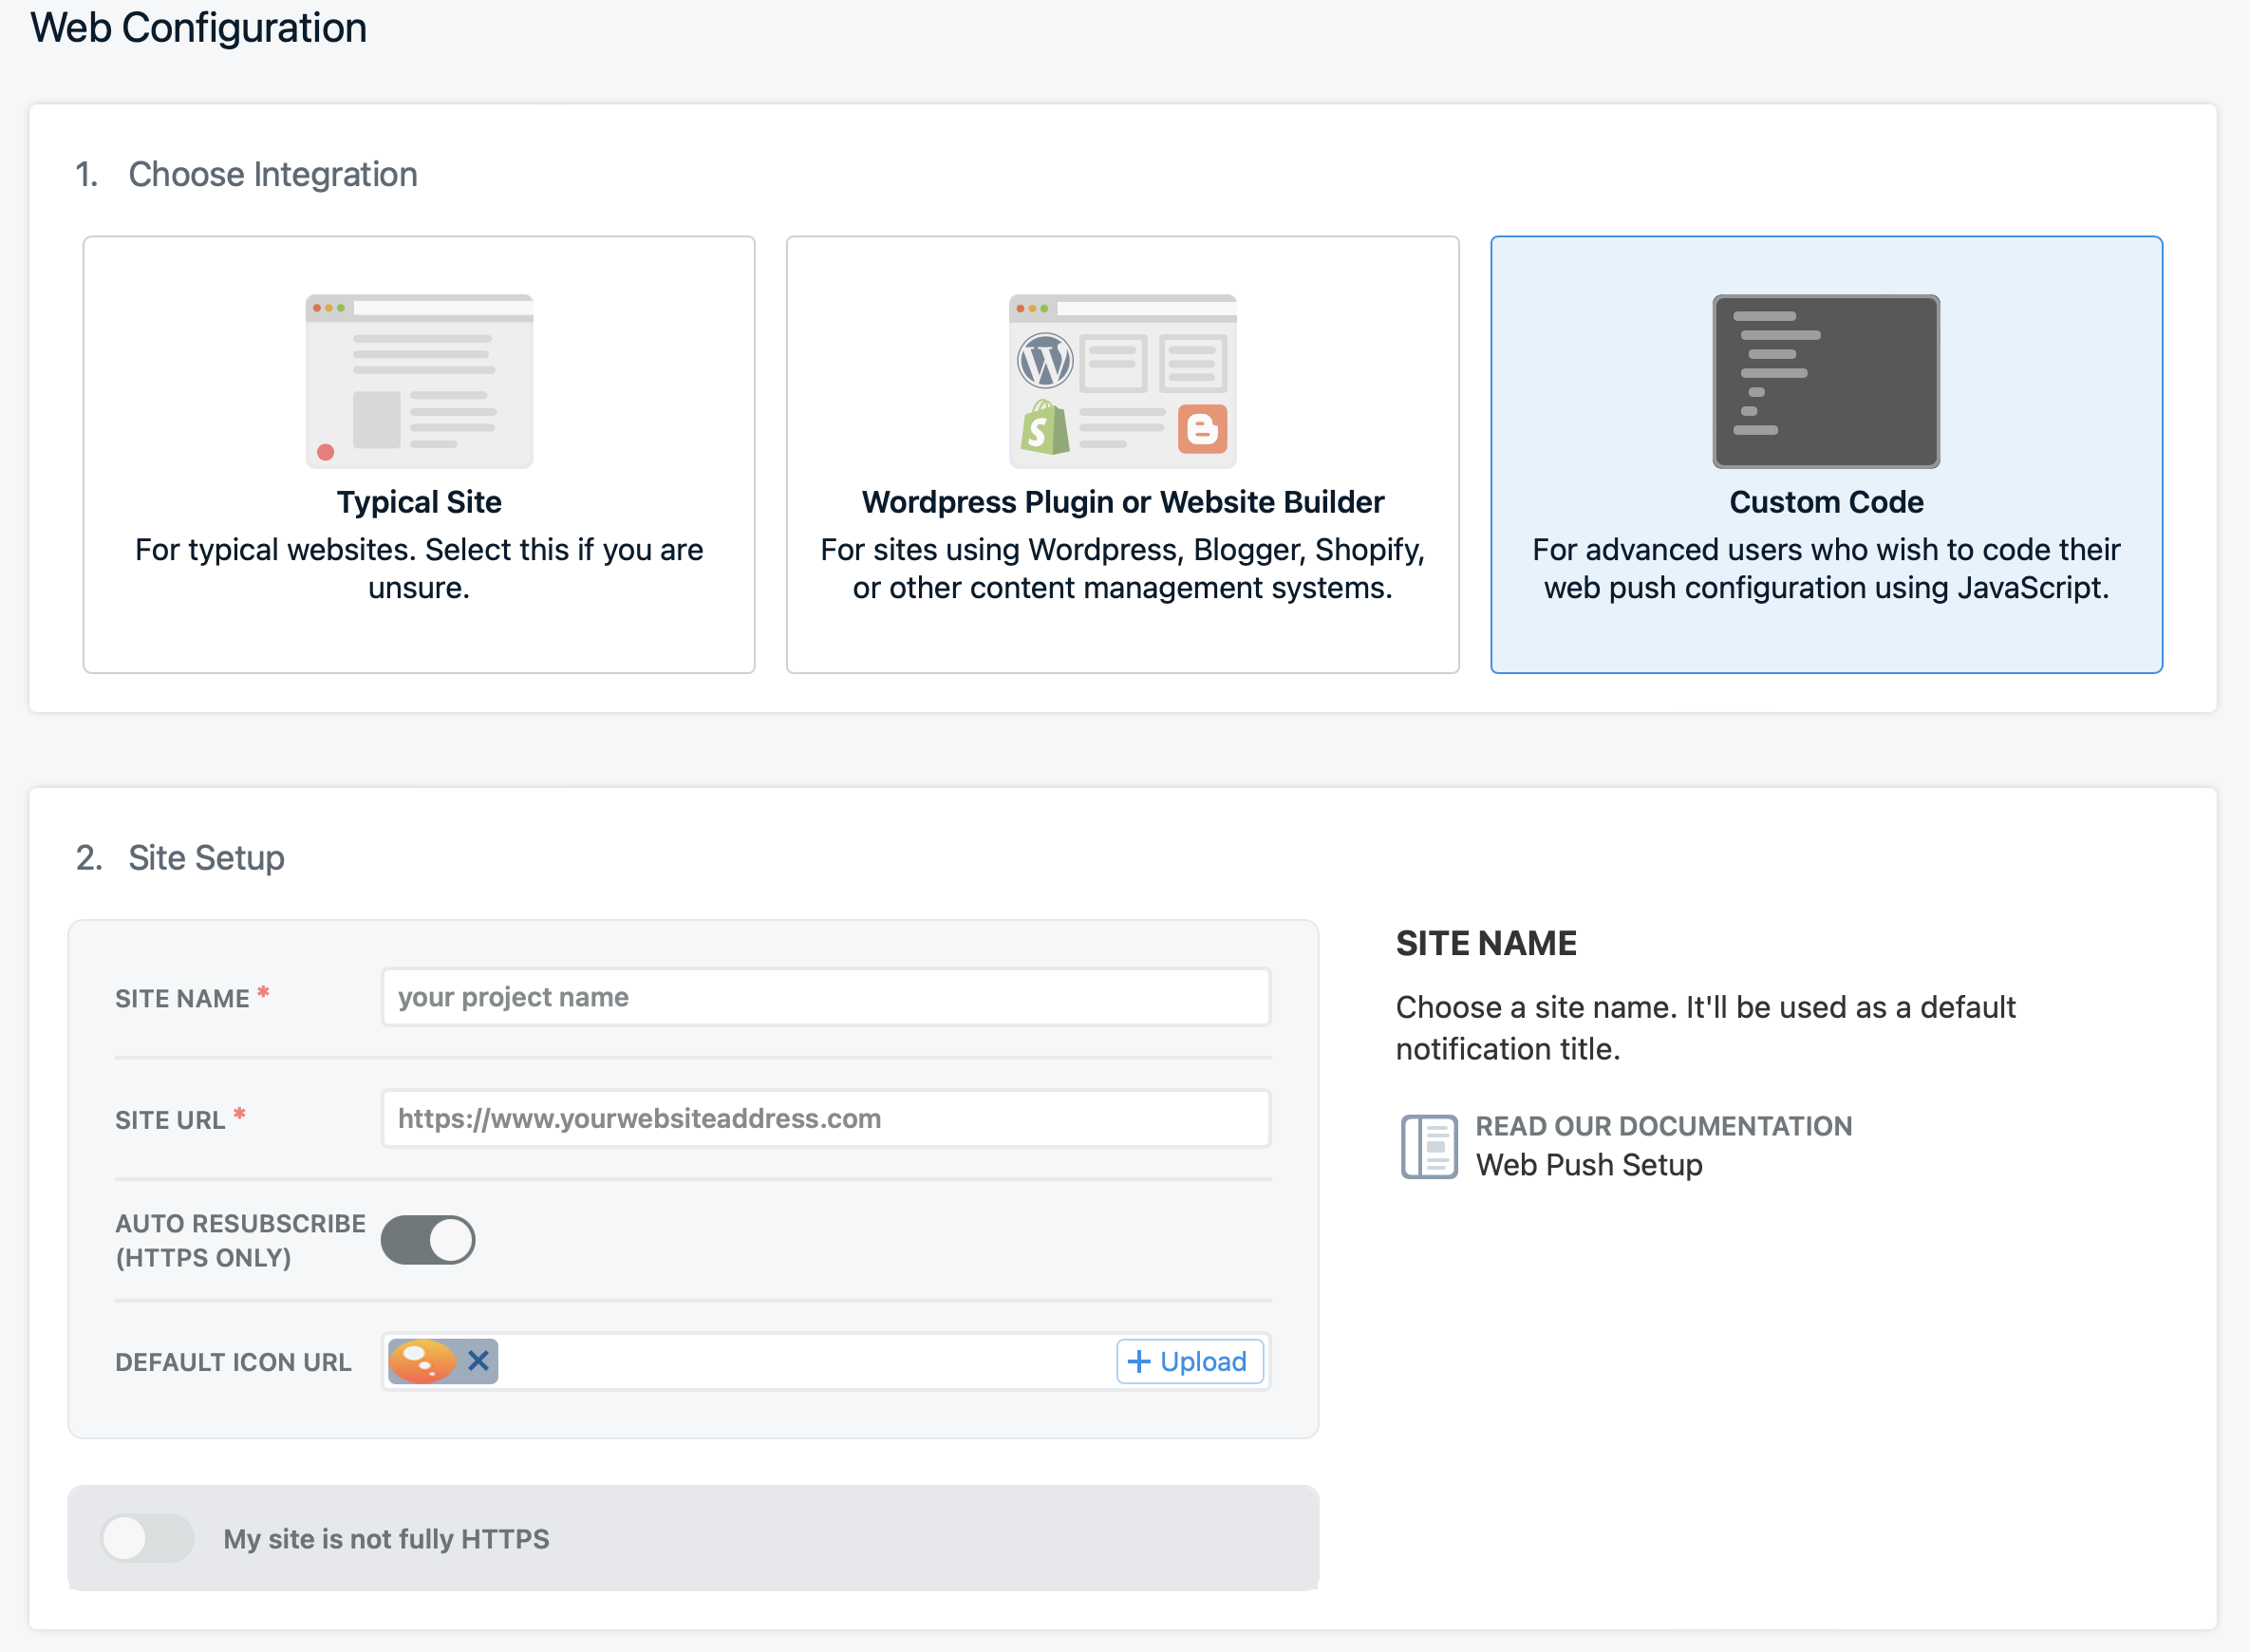 Web Configuration
1. Choose Integration
Typical Site
For typical websites. Select this if you are
unsure.
Wordpress Plugin or Website Builder
For sites using Wordpress, Blogger, Shopify,
or other content management systems.
Custom Code
For advanced users who wish to code their
web push configuration using JavaScript.
2. Site Setup
SITE NAME *
your project name
SITE URL *
https://www.yourwebsiteaddress.com
AUTO RESUBSCRIBE
(HTTPS ONLY)
DEFAULT ICON URL
+ Upload
My site is not fully HTTPS
SITE NAME
Choose a site name. It'll be used as a default
notification title.
READ OUR DOCUMENTATION
Web Push Setup